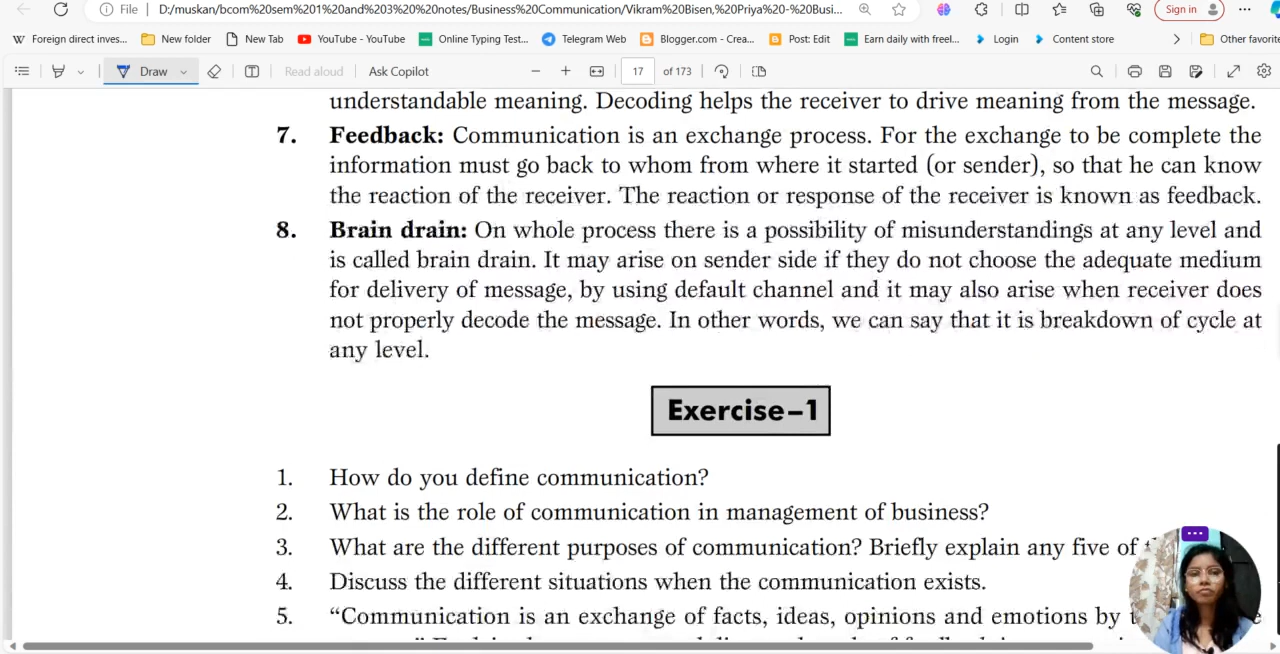 File D:/muskan/bcom%20sem%201%20and%203%20%20notes/Business%20Communication/Vikram%20Bisen,%20Priya%20-%20Busi... Sign in
Foreign direct inves... New folder New Tab YouTube - YouTube Online Typing Test... Telegram Web Blogger.com - Crea... Post: Edit Earn daily with freel... Login Content store Other favorite
Draw Read aloud Ask Copilot 17 of 173
understandable meaning. Decoding helps the receiver to drive meaning from the message.
7. Feedback: Communication is an exchange process. For the exchange to be complete the
information must go back to whom from where it started (or sender), so that he can know
the reaction of the receiver. The reaction or response of the receiver is known as feedback.
8. Brain drain: On whole process there is a possibility of misunderstandings at any level and
is called brain drain. It may arise on sender side if they do not choose the adequate medium
for delivery of message, by using default channel and it may also arise when receiver does
not properly decode the message. In other words, we can say that it is breakdown of cycle at
any level.
Exercise–1
1. How do you define communication?
2. What is the role of communication in management of business?
3. What are the different purposes of communication? Briefly explain any five of
4. Discuss the different situations when the communication exists.
5. “Communication is an exchange of facts, ideas, opinions and emotions by